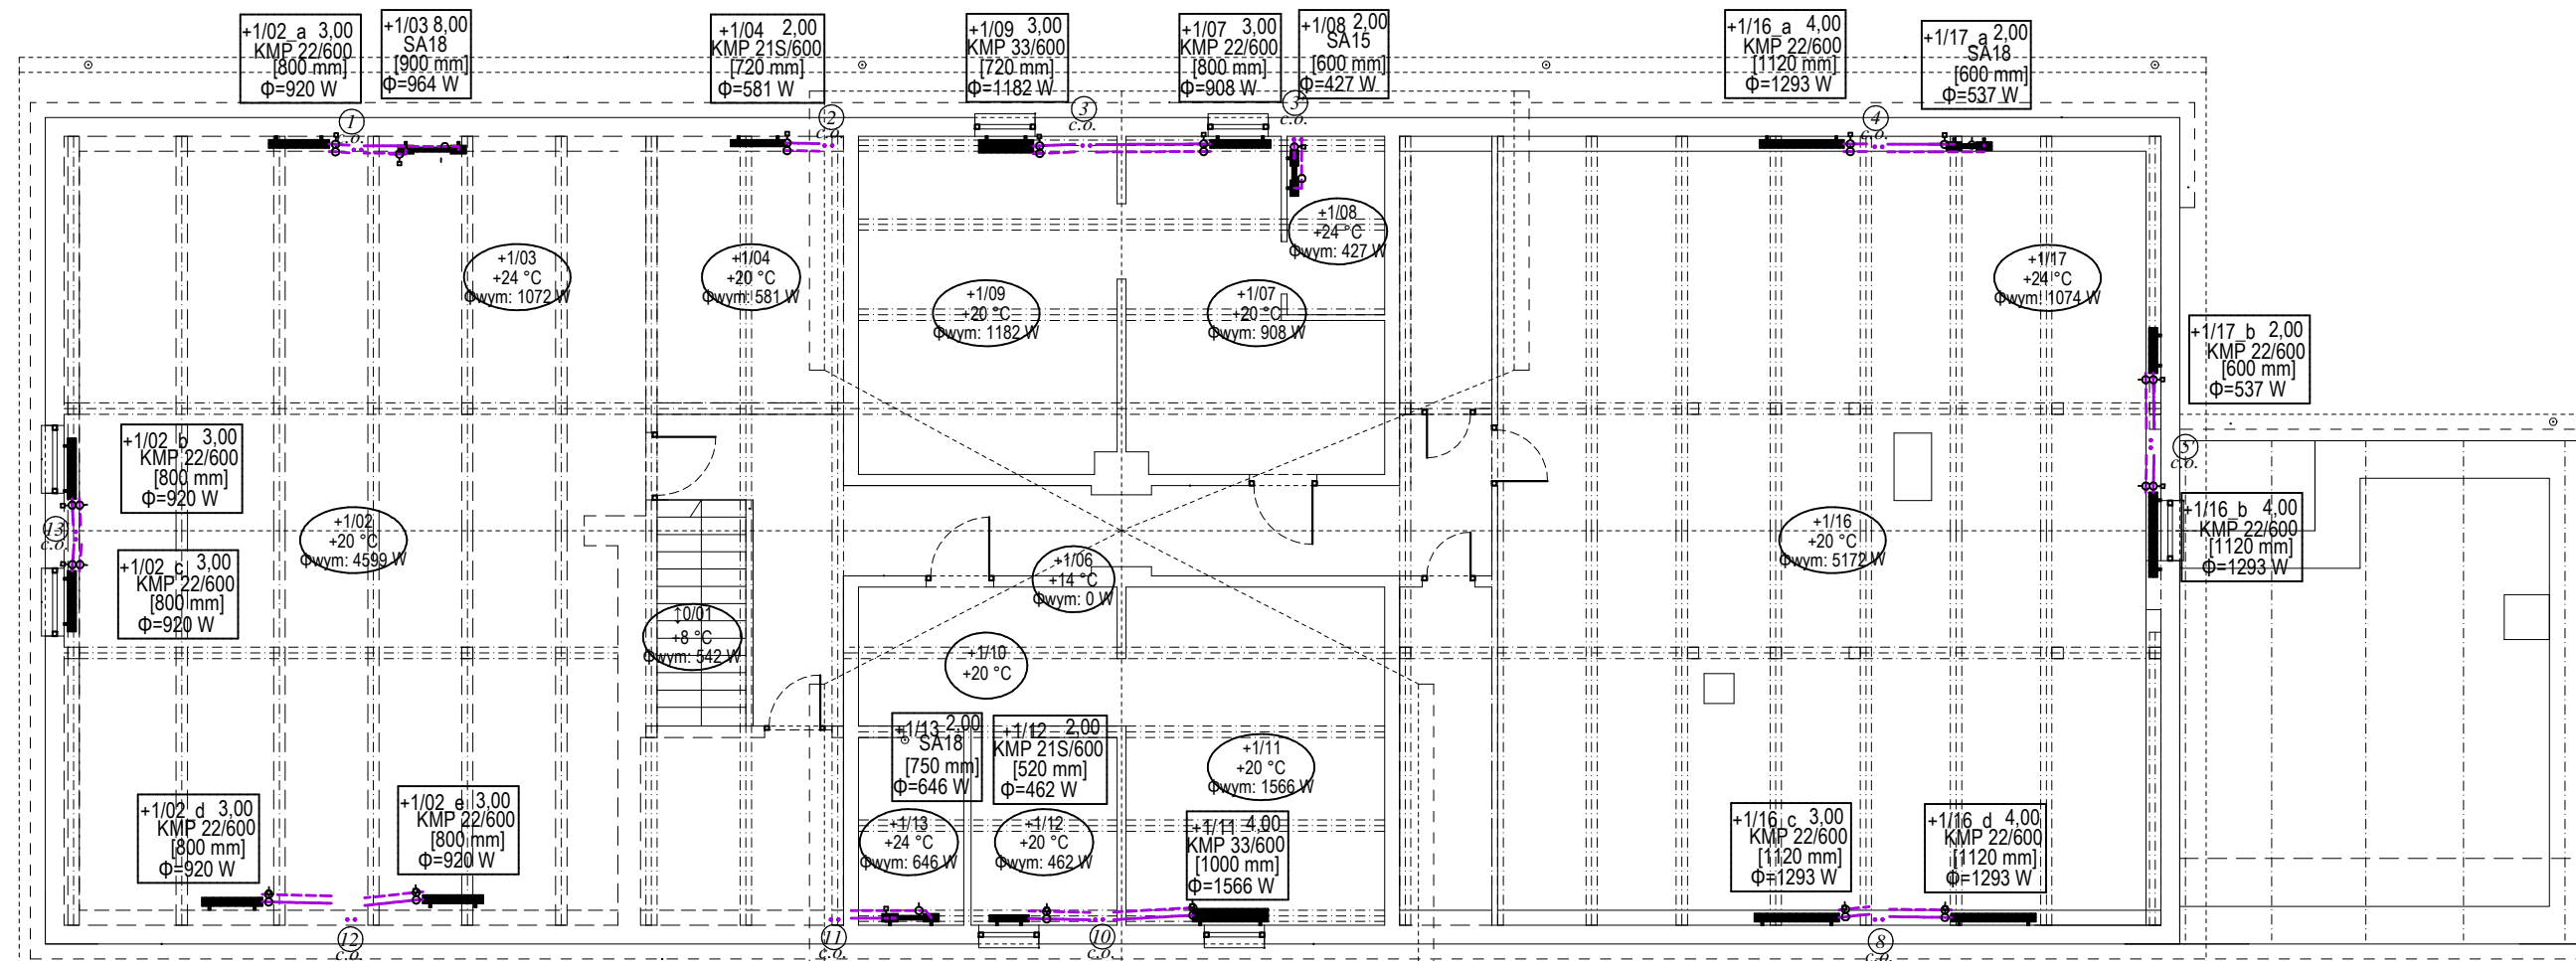 +1/02_a 3,00
KMP 22/600
[800 mm]
Φ=920 W
+1/03 8,00
SA18
[900 mm]
Φ=964 W
+1/04 2,00
KMP 21S/600
[720 mm]
Φ=581 W
+1/09 3,00
KMP 33/600
[720 mm]
Φ=1182 W
+1/07 3,00
KMP 22/600
[800 mm]
Φ=908 W
+1/08 2,00
SA15
[600 mm]
Φ=427 W
+1/16_a 4,00
KMP 22/600
[1120 mm]
Φ=1293 W
+1/17_a 2,00
SA18
[600 mm]
Φ=537 W
1
c.o.
2
c.o.
3
c.o.
3'
c.o.
4
c.o.
+1/03
+24 °C
Φwym: 1072 W
+1/04
+20 °C
Φwym: 581 W
+1/09
+20 °C
Φwym: 1182 W
+1/07
+20 °C
Φwym: 908 W
+1/08
+24 °C
Φwym: 427 W
+1/17
+24 °C
Φwym: 1074 W
+1/17_b 2,00
KMP 22/600
[600 mm]
Φ=537 W
+1/02_b 3,00
KMP 22/600
[800 mm]
Φ=920 W
13
c.o.
+1/02_c 3,00
KMP 22/600
[800 mm]
Φ=920 W
+1/02
+20 °C
Φwym: 4599 W
↕0/01
+8 °C
Φwym: 542 W
+1/06
+14 °C
Φwym: 0 W
+1/10
+20 °C
+1/16
+20 °C
Φwym: 5172 W
5'
c.o.
+1/16_b 4,00
KMP 22/600
[1120 mm]
Φ=1293 W
+1/02_d 3,00
KMP 22/600
[800 mm]
Φ=920 W
+1/02_e 3,00
KMP 22/600
[800 mm]
Φ=920 W
+1/13 2,00
SA18
[750 mm]
Φ=646 W
+1/12 2,00
KMP 21S/600
[520 mm]
Φ=462 W
+1/11
+20 °C
Φwym: 1566 W
+1/13
+24 °C
Φwym: 646 W
+1/12
+20 °C
Φwym: 462 W
+1/11 4,00
KMP 33/600
[1000 mm]
Φ=1566 W
+1/16_c 3,00
KMP 22/600
[1120 mm]
Φ=1293 W
+1/16_d 4,00
KMP 22/600
[1120 mm]
Φ=1293 W
12
c.o.
11
c.o.
10
c.o.
8
c.o.